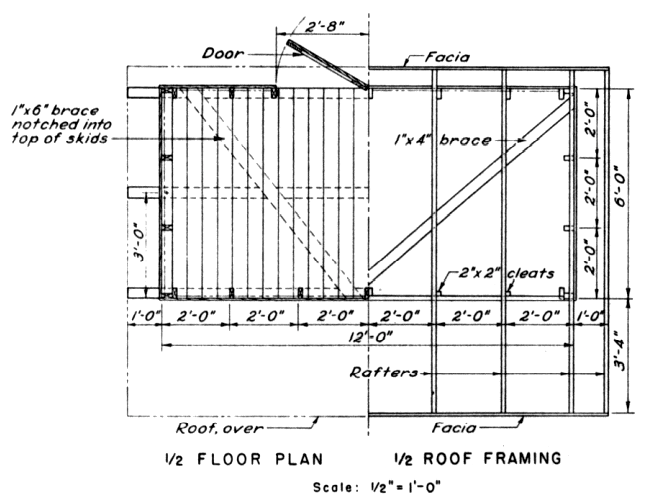 2'-8"
Door
Facia
1"x6" brace
notched into
top of skids
1"x4" brace
2'-0"
2'-0"
2'-0"
6'-0"
3'-0"
2"x2" cleats
1'-0" 2'-0" 2'-0" 2'-0" 2'-0" 2'-0" 2'-0" 1'-0"
12'-0"
3'-4"
Rafters
Roof, over
Facia
1/2 FLOOR PLAN
1/2 ROOF FRAMING
Scale: 1/2" = 1'-0"